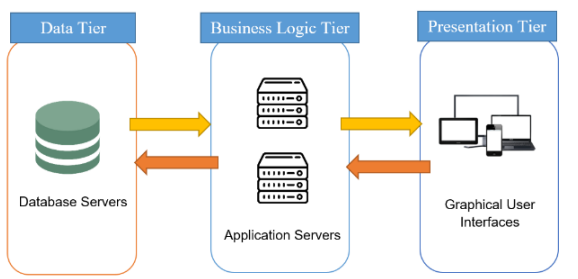 Data Tier
Business Logic Tier
Presentation Tier
Database Servers
Application Servers
Graphical User
Interfaces